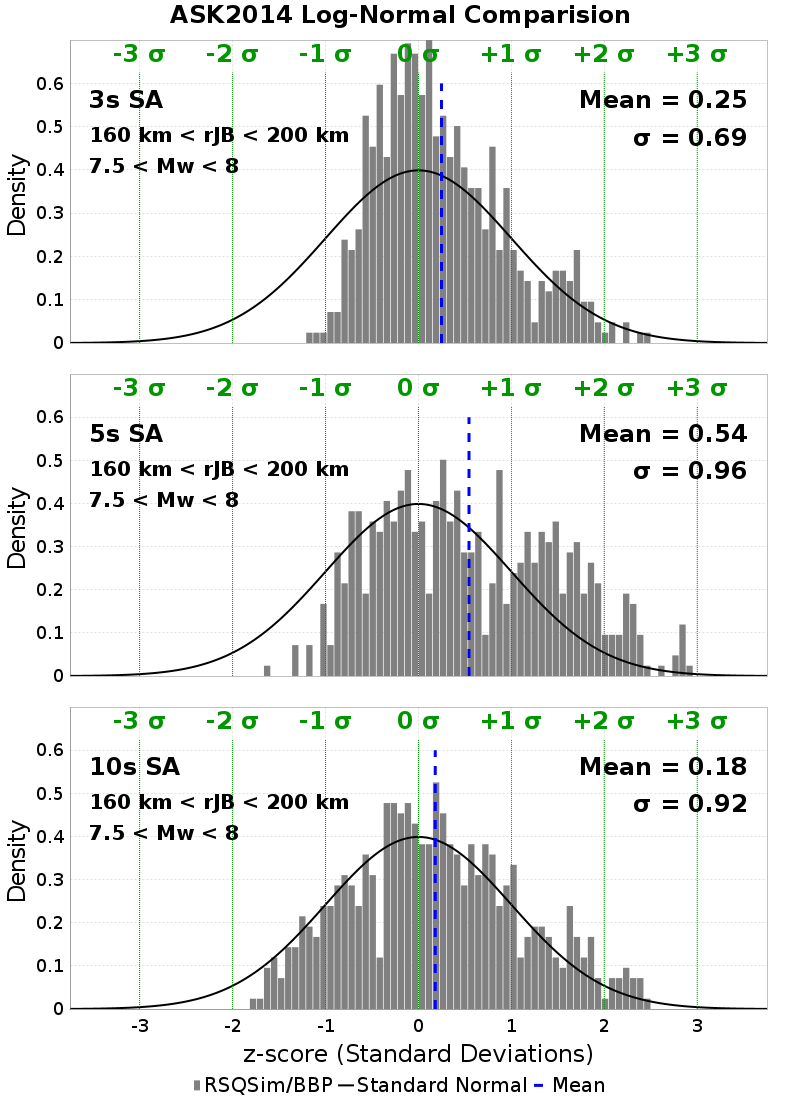 ASK2014 Log-Normal Comparision
-3 σ -2 σ -1 σ 0 σ +1 σ +2 σ +3 σ
3s SA
160 km < rJB < 200 km
7.5 < Mw < 8
Mean = 0.25
σ = 0.69
0.6
0.5
0.4
0.3
0.2
0.1
0
Density
-3 σ -2 σ -1 σ 0 σ +1 σ +2 σ +3 σ
5s SA
160 km < rJB < 200 km
7.5 < Mw < 8
Mean = 0.54
σ = 0.96
0.6
0.5
0.4
0.3
0.2
0.1
0
Density
-3 σ -2 σ -1 σ 0 σ +1 σ +2 σ +3 σ
10s SA
160 km < rJB < 200 km
7.5 < Mw < 8
Mean = 0.18
σ = 0.92
0.6
0.5
0.4
0.3
0.2
0.1
0
Density
-3 -2 -1 0 1 2 3
z-score (Standard Deviations)
RSQSim/BBP Standard Normal Mean